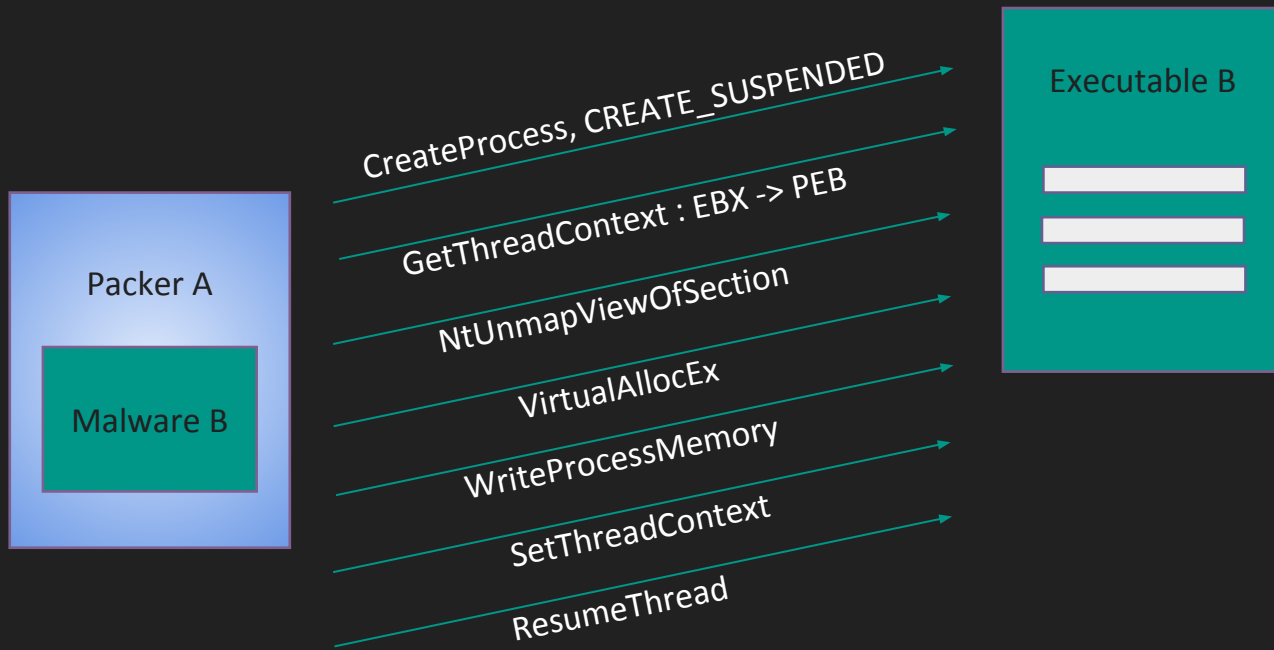 Packer A
Malware B
CreateProcess, CREATE_SUSPENDED
GetThreadContext : EBX -> PEB
NtUnmapViewOfSection
VirtualAllocEx
WriteProcessMemory
SetThreadContext
ResumeThread
Executable B